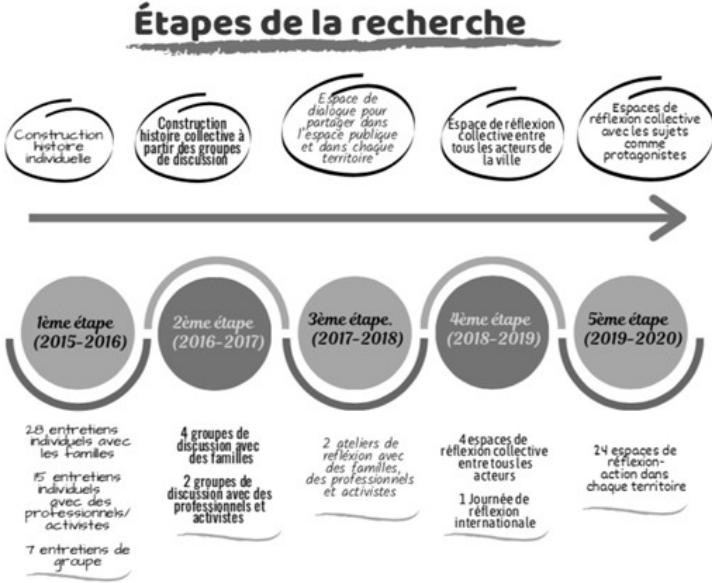 Étapes de la recherche
Construction
histoire
individuelle
Construction
histoire collective à
partir des groupes
de discussion
Espace de
dialogue pour
partager dans
l'espace publique
et dans chaque
territoire"
Espace de réflexion
collective entre
tous les acteurs de
la ville
Espaces de
réflexion collective
avec les sujets
comme
protagonistes
1ème étape
(2015-2016)
2ème étape
(2016-2017)
3ème étape.
(2017-2018)
4ème étape
(2018-2019)
5ème étape
(2019-2020)
28 entretiens
individuels avec
les familles
15 entretiens
individuels
avec des
professionnels/
activistes
7 entretiens de
groupe
4 groupes de
discussion avec
des familles
2 groupes de
discussion avec des
professionnels et
activistes
2 ateliers de
refléxion avec
des familles,
des professionnels
et activistes
4 espaces de
réflexion collective
entre tous les
acteurs
1 Journée de
réflexion
internationale
24 espaces de
réflexion-
action dans
chaque territoire